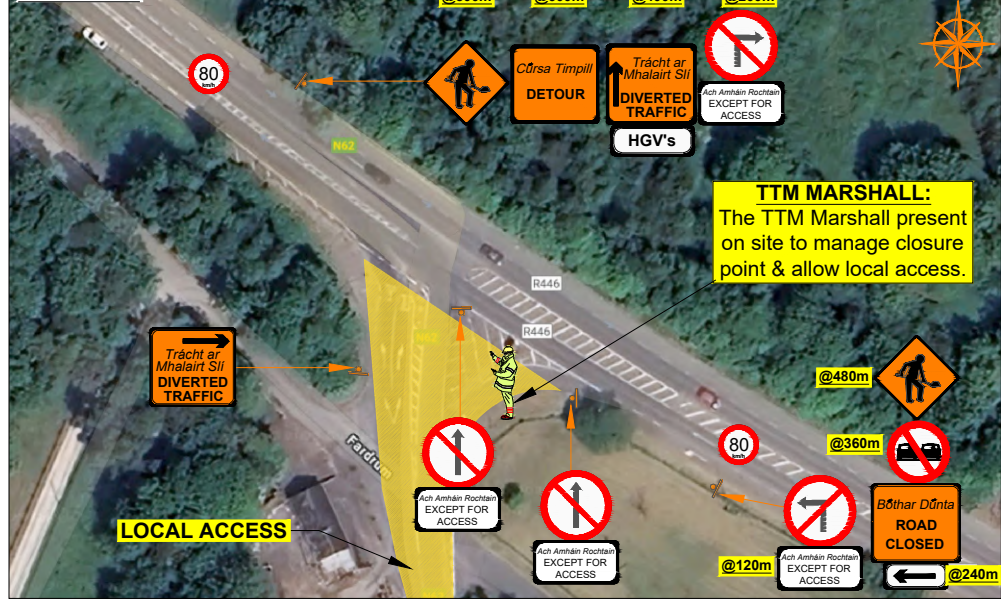 80
km/h
Cúrsa Timpill
DETOUR
Trácht ar
Mhalairt Slí
DIVERTED
TRAFFIC
HGV's
Ach Amháin Rochtain
EXCEPT FOR
ACCESS
N62
TTM MARSHALL:
The TTM Marshall present
on site to manage closure
point & allow local access.
R446
R446
N62
Trácht ar
Mhalairt Slí
DIVERTED
TRAFFIC
@480m
Fardrum
80
km/h
@360m
Ach Amháin Rochtain
EXCEPT FOR
ACCESS
Bóthar Dúnta
ROAD
CLOSED
LOCAL ACCESS
Ach Amháin Rochtain
EXCEPT FOR
ACCESS
@120m
Ach Amháin Rochtain
EXCEPT FOR
ACCESS
@240m